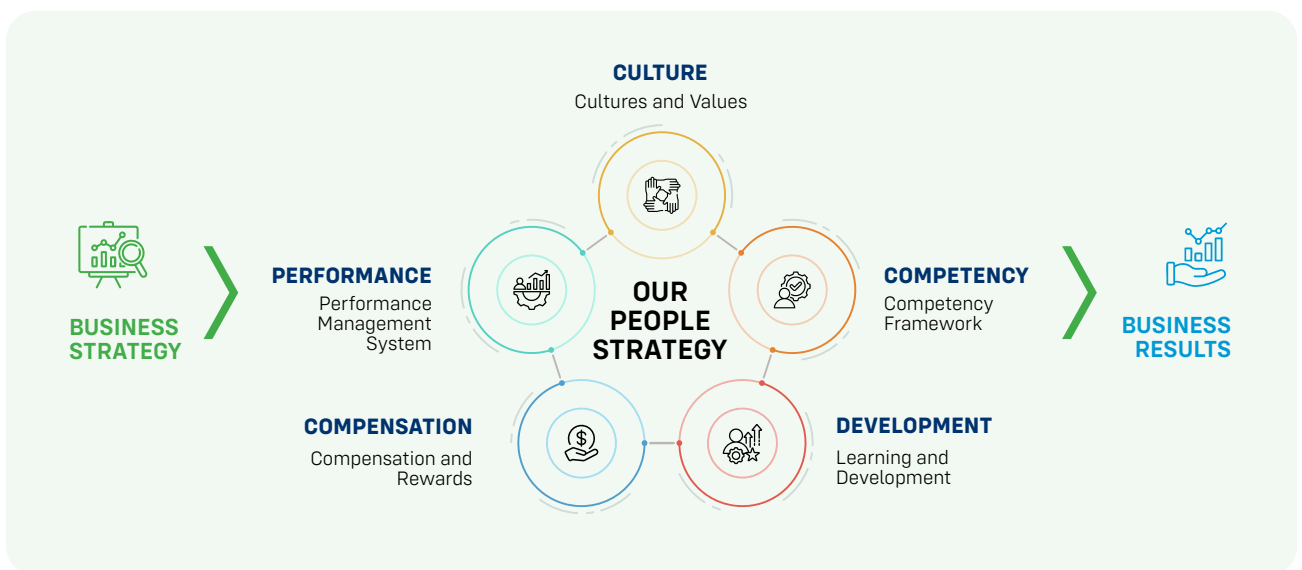 CULTURE
Cultures and Values
BUSINESS
STRATEGY
PERFORMANCE
Performance
Management
System
OUR
PEOPLE
STRATEGY
COMPETENCY
Competency
Framework
BUSINESS
RESULTS
COMPENSATION
Compensation and
Rewards
$
DEVELOPMENT
Learning and
Development